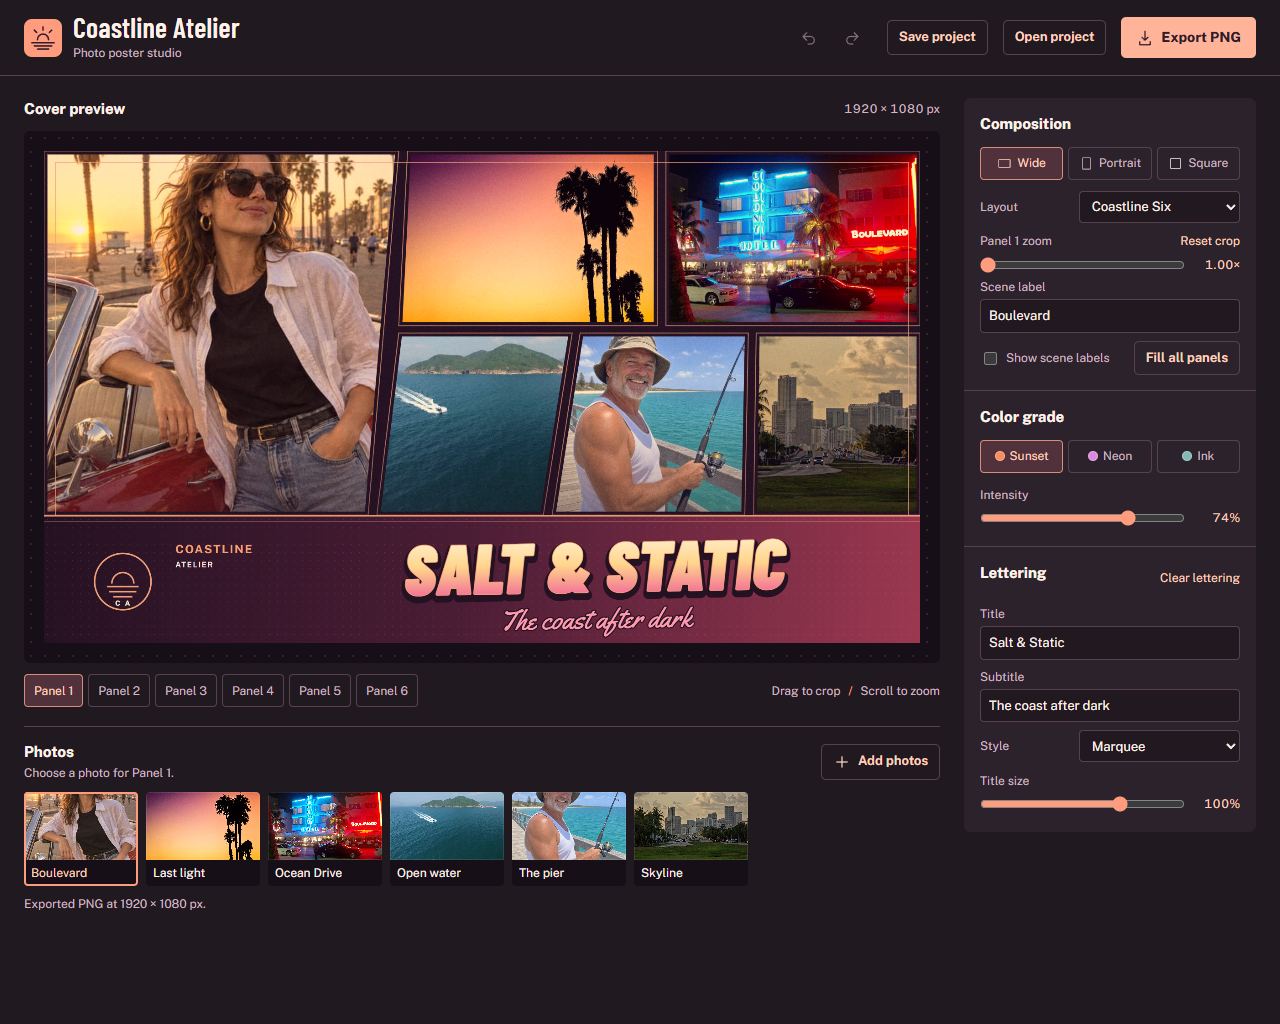 Coastline Atelier
Photo poster studio
Save project
Open project
Export PNG
Cover preview
1920 × 1080 px
COLONY
HOTEL
BOULEVARD
COASTLINE
ATELIER
C A
SALT & STATIC
The coast after dark
Panel 1
Panel 2
Panel 3
Panel 4
Panel 5
Panel 6
Drag to crop / Scroll to zoom
Photos
Choose a photo for Panel 1.
Add photos
Boulevard
Last light
Ocean Drive
Open water
The pier
Skyline
Exported PNG at 1920 × 1080 px.
Composition
Wide
Portrait
Square
Layout
Coastline Six
Panel 1 zoom
Reset crop
1.00×
Scene label
Boulevard
Show scene labels
Fill all panels
Color grade
Sunset
Neon
Ink
Intensity
74%
Lettering
Clear lettering
Title
Salt & Static
Subtitle
The coast after dark
Style
Marquee
Title size
100%